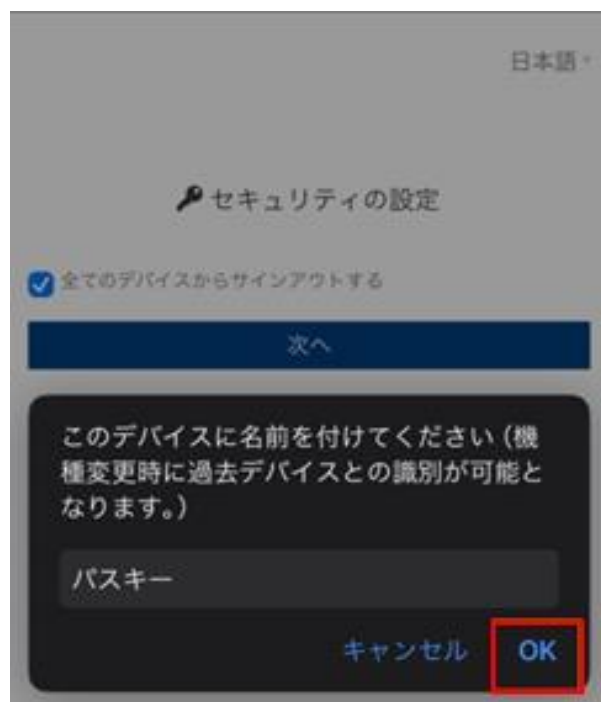 日本語
セキュリティの設定
全てのデバイスからサインアウトする
次へ
このデバイスに名前を付けてください（機
種変更時に過去デバイスとの識別が可能と
なります。）
パスキー
キャンセル OK